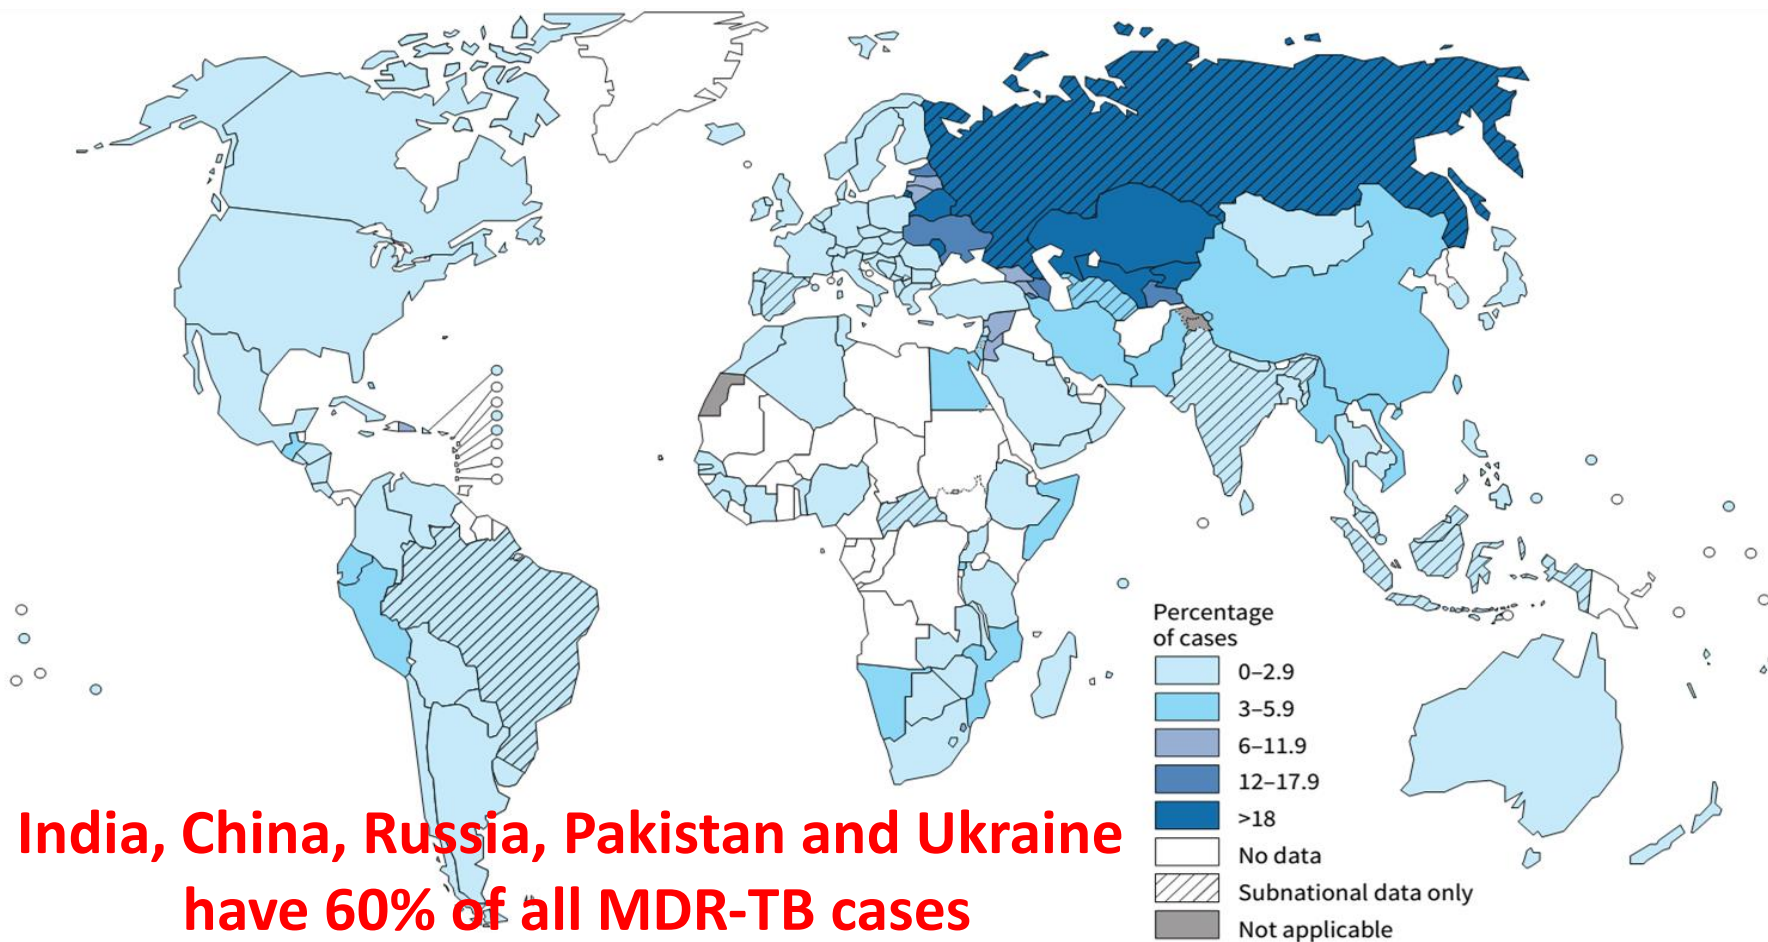 Percentage
of cases
0–2.9
3–5.9
6–11.9
12–17.9
>18
No data
Subnational data only
Not applicable
India, China, Russia, Pakistan and Ukraine
have 60% of all MDR-TB cases